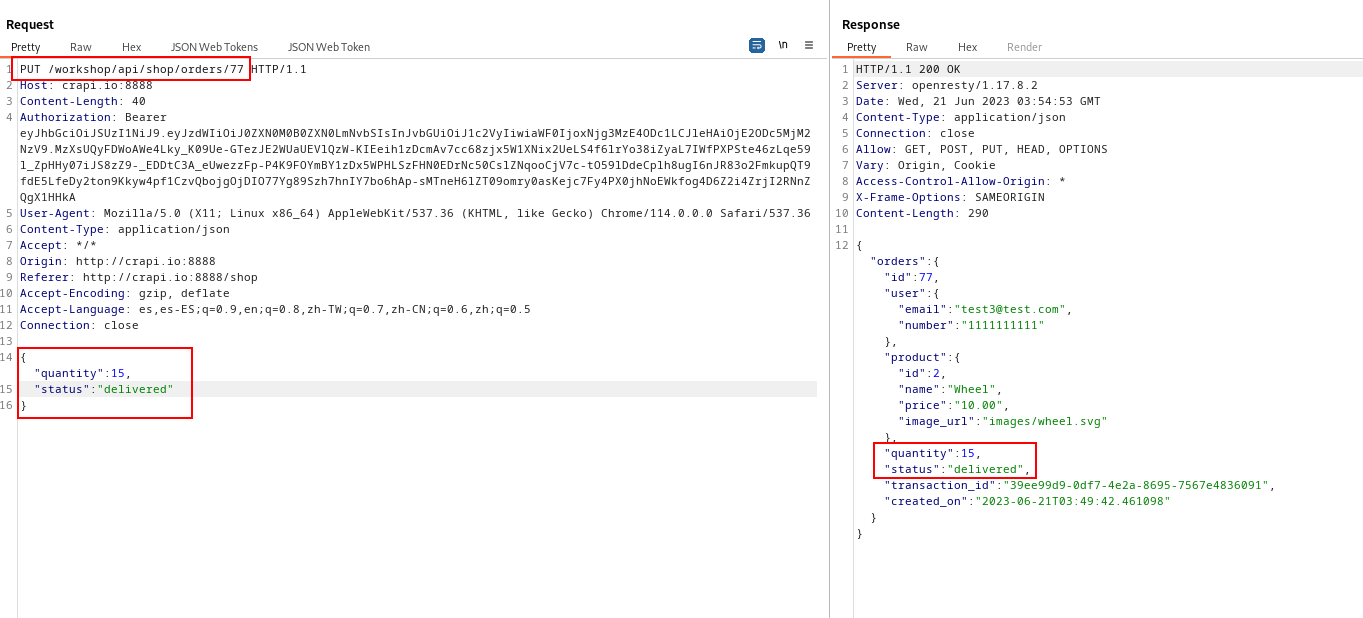 Request
Pretty Raw Hex JSON Web Tokens JSON Web Token \n
1 PUT /workshop/api/shop/orders/77 HTTP/1.1
2 Host: crapi.io:8888
3 Content-Length: 40
4 Authorization: Bearer
eyJhbGciOiJSUzI1NiJ9.eyJzdWIiOiJ0ZXN0M0B0ZXN0LmNvbSIsInJvbGUiOiJ1c2VyIiwiaWF0IjoxNjg3MzE4ODc1LCJleHAiOjE2ODc5MjM2
NzV9.MzXsUQyFDWoAWe4Lky_K09Ue-GTezJE2WUaUEVlQzW-KIEeih1zDcmAv7cc68zjx5W1XNix2UeLS4f6lrYo38iZyaL7IWfPXPSte46zLqe59
l_ZpHHy07iJS8zZ9-_EDDtC3A_eUwezzFp-P4K9FOYmBY1zDx5WPHLSzFHN0EDrNc50CslZNqooCjV7c-tO59lDdeCplh8ugI6nJR83o2FmkupQT9
fdE5LfeDy2ton9Kkyw4pf1CzvQbojgOjDIO77Yg89Szh7hnIY7bo6hAp-sMTneH6lZT09omry0asKejc7Fy4PX0jhNoEWkfog4D6Z2i4ZrjI2RNnZ
QgX1HHkA
5 User-Agent: Mozilla/5.0 (X11; Linux x86_64) AppleWebKit/537.36 (KHTML, like Gecko) Chrome/114.0.0.0 Safari/537.36
6 Content-Type: application/json
7 Accept: */*
8 Origin: http://crapi.io:8888
9 Referer: http://crapi.io:8888/shop
10 Accept-Encoding: gzip, deflate
11 Accept-Language: es,es-ES;q=0.9,en;q=0.8,zh-TW;q=0.7,zh-CN;q=0.6,zh;q=0.5
12 Connection: close
13
14 {
"quantity":15,
15 "status":"delivered"
16 }
Response
Pretty Raw Hex Render
1 HTTP/1.1 200 OK
2 Server: openresty/1.17.8.2
3 Date: Wed, 21 Jun 2023 03:54:53 GMT
4 Content-Type: application/json
5 Connection: close
6 Allow: GET, POST, PUT, HEAD, OPTIONS
7 Vary: Origin, Cookie
8 Access-Control-Allow-Origin: *
9 X-Frame-Options: SAMEORIGIN
10 Content-Length: 290
11
12 {
"orders":{
"id":77,
"user":{
"email":"test3@test.com",
"number":"1111111111"
},
"product":{
"id":2,
"name":"Wheel",
"price":"10.00",
"image_url":"images/wheel.svg"
},
"quantity":15,
"status":"delivered",
"transaction_id":"39ee99d9-0df7-4e2a-8695-7567e4836091",
"created_on":"2023-06-21T03:49:42.461098"
}
}